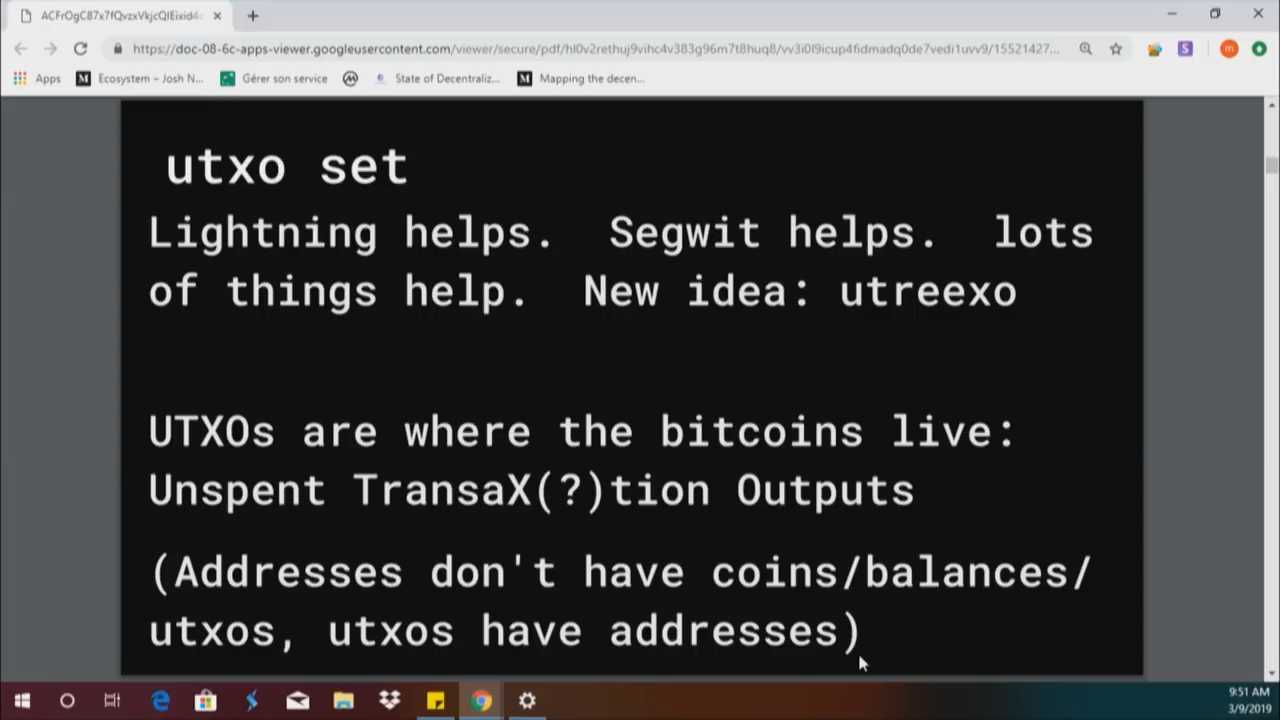 ACFrOgC87x7fQvzxVkjcQIEixid4c
https://doc-08-6c-apps-viewer.googleusercontent.com/viewer/secure/pdf/hl0v2rethuj9vihc4v383g96m7t8huq8/vv3i0l9icup4fidmadq0de7vedi1uvv9/15521427...
Apps Ecosystem – Josh N... Gérer son service State of Decentraliz... Mapping the decen...
utxo set
Lightning helps. Segwit helps. lots
of things help. New idea: utreexo
UTXOs are where the bitcoins live:
Unspent TransaX(?)tion Outputs
(Addresses don't have coins/balances/
utxos, utxos have addresses)
9:51 AM
3/9/2019